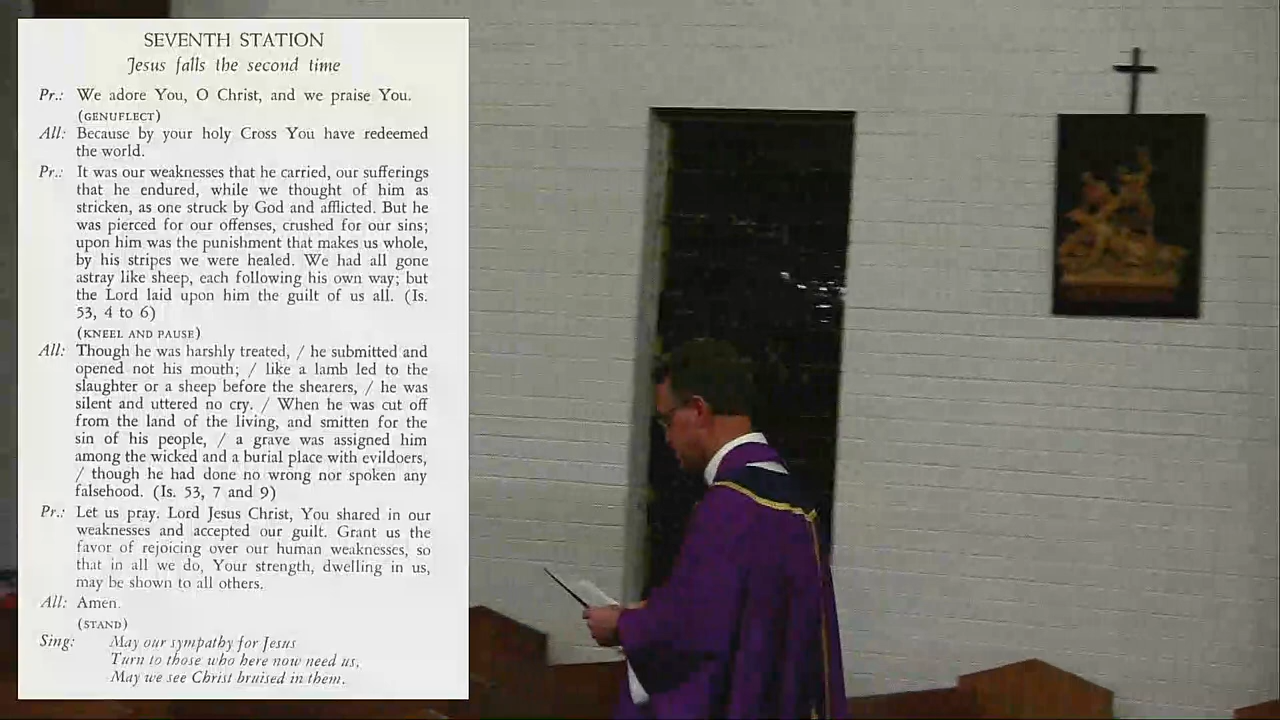 SEVENTH STATION
Jesus falls the second time
Pr.: We adore You, O Christ, and we praise You.
(GENUFLECT)
All: Because by your holy Cross You have redeemed
the world.
Pr.: It was our weaknesses that he carried, our sufferings
that he endured, while we thought of him as
stricken, as one struck by God and afflicted. But he
was pierced for our offenses, crushed for our sins;
upon him was the punishment that makes us whole,
by his stripes we were healed. We had all gone
astray like sheep, each following his own way; but
the Lord laid upon him the guilt of us all. (Is.
53, 4 to 6)
(KNEEL AND PAUSE)
All: Though he was harshly treated, / he submitted and
opened not his mouth; / like a lamb led to the
slaughter or a sheep before the shearers, / he was
silent and uttered no cry. / When he was cut off
from the land of the living, and smitten for the
sin of his people, / a grave was assigned him
among the wicked and a burial place with evildoers,
/ though he had done no wrong nor spoken any
falsehood. (Is. 53, 7 and 9)
Pr.: Let us pray. Lord Jesus Christ, You shared in our
weaknesses and accepted our guilt. Grant us the
favor of rejoicing over our human weaknesses, so
that in all we do, Your strength, dwelling in us,
may be shown to all others.
All: Amen.
(STAND)
Sing: May our sympathy for Jesus
Turn to those who here now need us,
May we see Christ bruised in them.